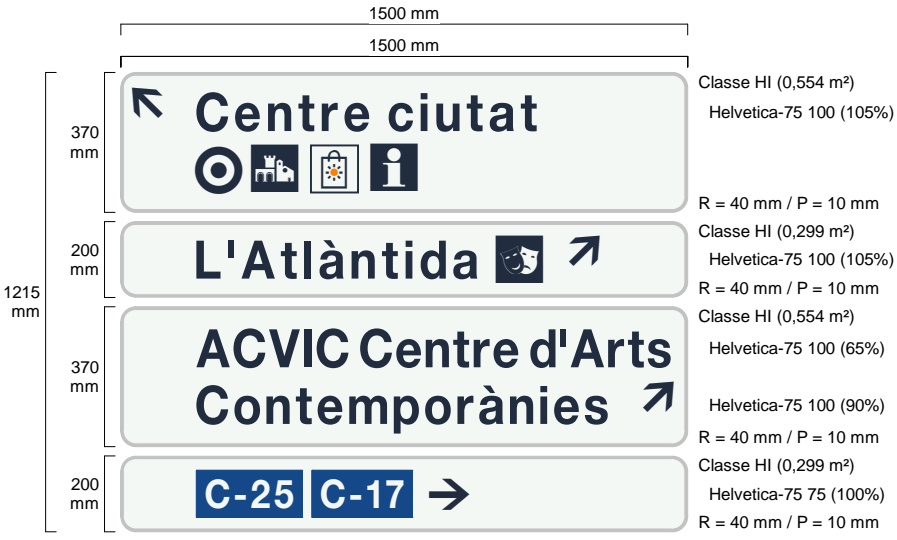 1500 mm
1500 mm
Classe HI (0,554 m²)
Centre ciutat
Helvetica-75 100 (105%)
370
mm
R = 40 mm / P = 10 mm
Classe HI (0,299 m²)
200
mm
L'Atlàntida
Helvetica-75 100 (105%)
R = 40 mm / P = 10 mm
1215
mm
Classe HI (0,554 m²)
ACVIC Centre d'Arts
Helvetica-75 100 (65%)
370
mm
Contemporànies
Helvetica-75 100 (90%)
R = 40 mm / P = 10 mm
Classe HI (0,299 m²)
200
mm
C-25 C-17
Helvetica-75 75 (100%)
R = 40 mm / P = 10 mm